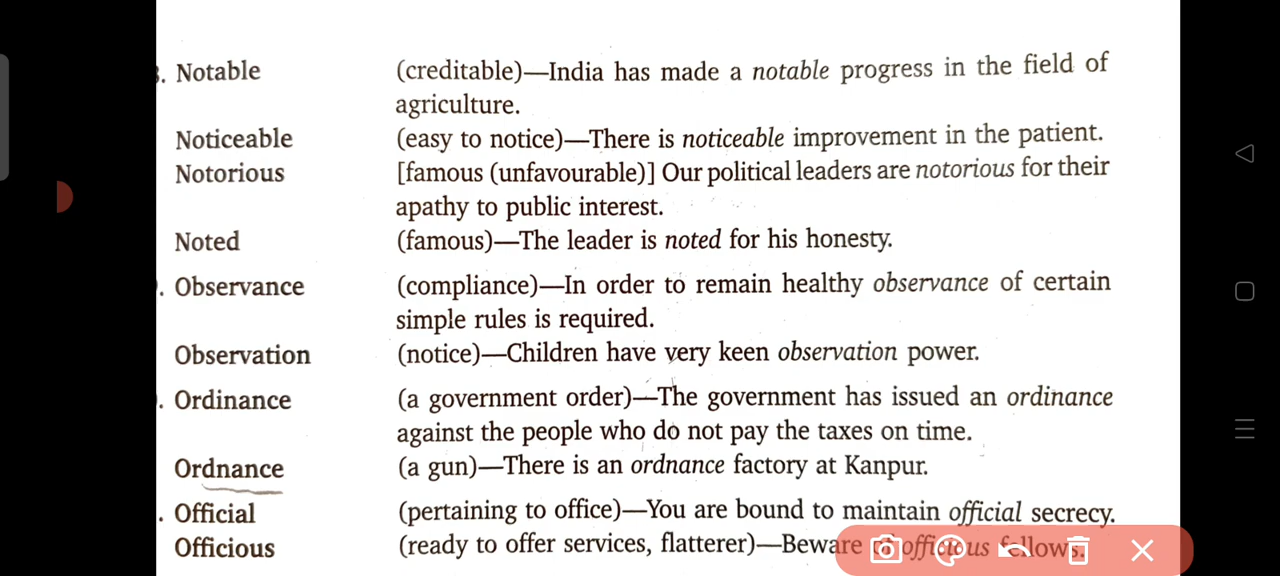 . Notable (creditable)—India has made a notable progress in the field of
agriculture.
Noticeable (easy to notice)—There is noticeable improvement in the patient.
Notorious [famous (unfavourable)] Our political leaders are notorious for their
apathy to public interest.
Noted (famous)—The leader is noted for his honesty.
. Observance (compliance)—In order to remain healthy observance of certain
simple rules is required.
Observation (notice)—Children have very keen observation power.
. Ordinance (a government order)—The government has issued an ordinance
against the people who do not pay the taxes on time.
Ordnance (a gun)—There is an ordnance factory at Kanpur.
. Official (pertaining to office)—You are bound to maintain official secrecy.
Officious (ready to offer services, flatterer)—Beware officious fellows.